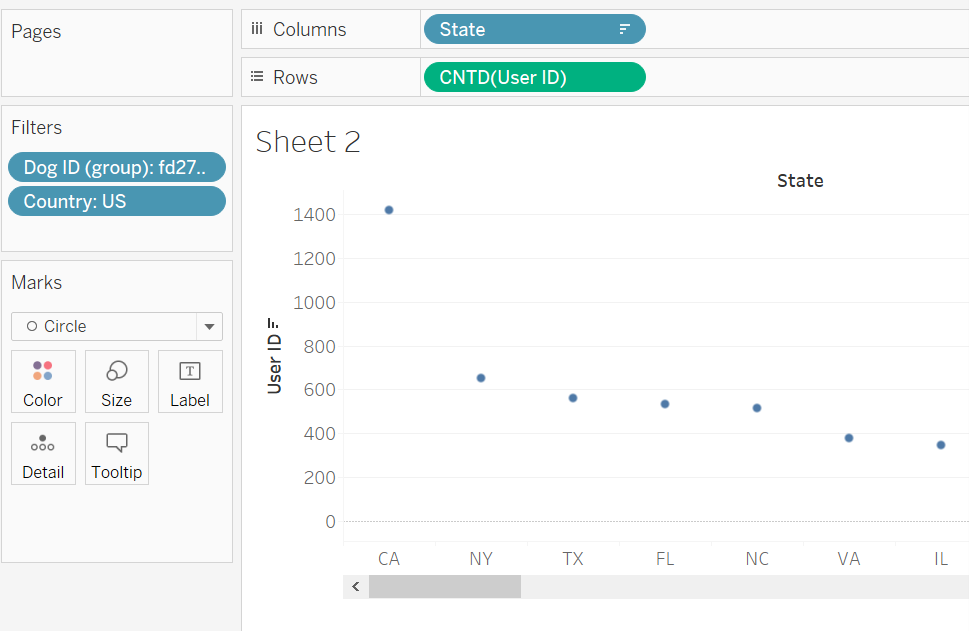 Pages
Columns
State
Rows
CNTD(User ID)
Filters
Dog ID (group): fd27..
Country: US
Marks
Circle
Color
Size
T
Label
Detail
Tooltip
Sheet 2
State
User ID
1400
1200
1000
800
600
400
200
0
CA NY TX FL NC VA IL